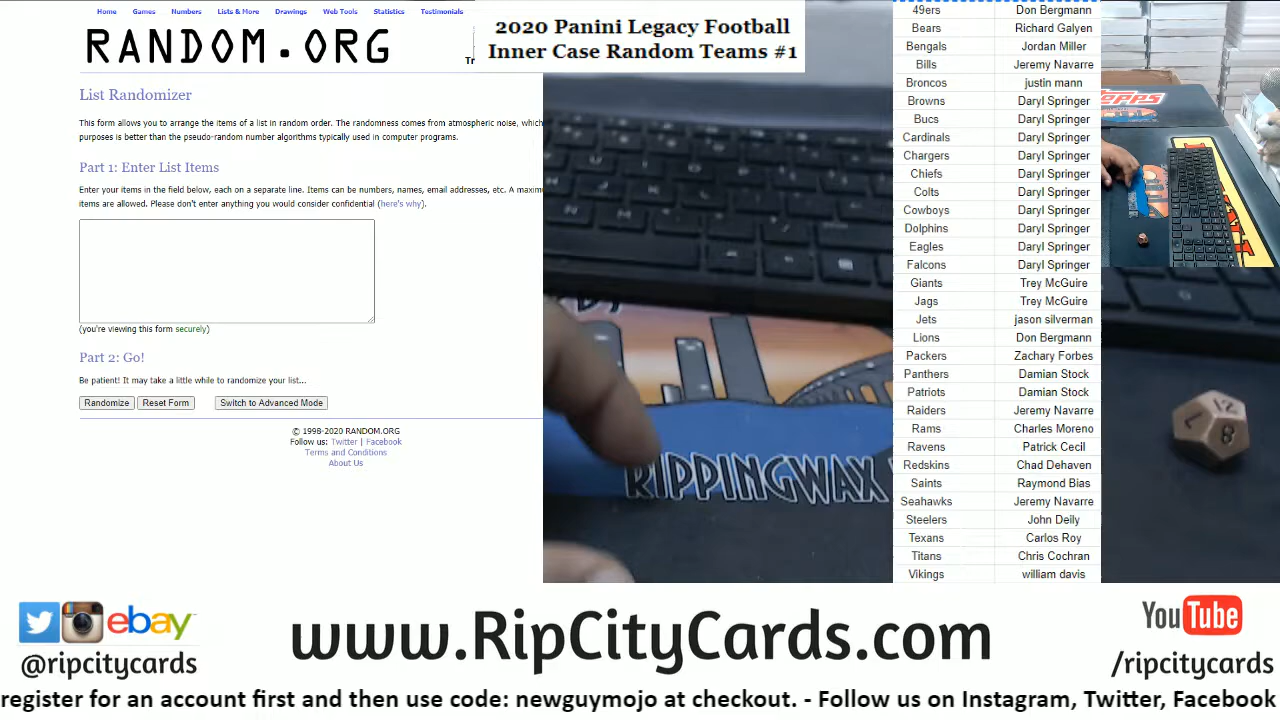 Home Games Numbers Lists & More Drawings Web Tools Statistics Testimonials
RANDOM.ORG
2020 Panini Legacy Football
Inner Case Random Teams #1
List Randomizer
This form allows you to arrange the items of a list in random order. The randomness comes
purposes is better than the pseudo-random number algorithms typically used in computer programs.
Part 1: Enter List Items
Enter your items in the field below, each on a separate line. Items can be numbers, names, email addresses, etc. A
items are allowed. Please don't enter anything you would consider confidential (here's why).
(you're viewing this form securely)
Part 2: Go!
Be patient! It may take a little while to randomize your list...
Randomize Reset Form Switch to Advanced Mode
© 1998-2020 RANDOM.ORG
Follow us: Twitter | Facebook
Terms and Conditions
About Us
49ers Don Bergmann
Bears Richard Galyen
Bengals Jordan Miller
Bills Jeremy Navarre
Broncos justin mann
Browns Daryl Springer
Bucs Daryl Springer
Cardinals Daryl Springer
Chargers Daryl Springer
Chiefs Daryl Springer
Colts Daryl Springer
Cowboys Daryl Springer
Dolphins Daryl Springer
Eagles Daryl Springer
Falcons Daryl Springer
Giants Trey McGuire
Jags Trey McGuire
Jets jason silverman
Lions Don Bergmann
Packers Zachary Forbes
Panthers Damian Stock
Patriots Damian Stock
Raiders Jeremy Navarre
Rams Charles Moreno
Ravens Patrick Cecil
Redskins Chad Dehaven
Saints Raymond Bias
Seahawks Jeremy Navarre
Steelers John Deily
Texans Carlos Roy
Titans Chris Cochran
Vikings william davis
RIPPINGWAX
12
8
ebay
@ripcitycards
www.RipCityCards.com
YouTube
/ripcitycards
register for an account first and then use code: newguymojo at checkout. - Follow us on Instagram, Twitter, Facebook